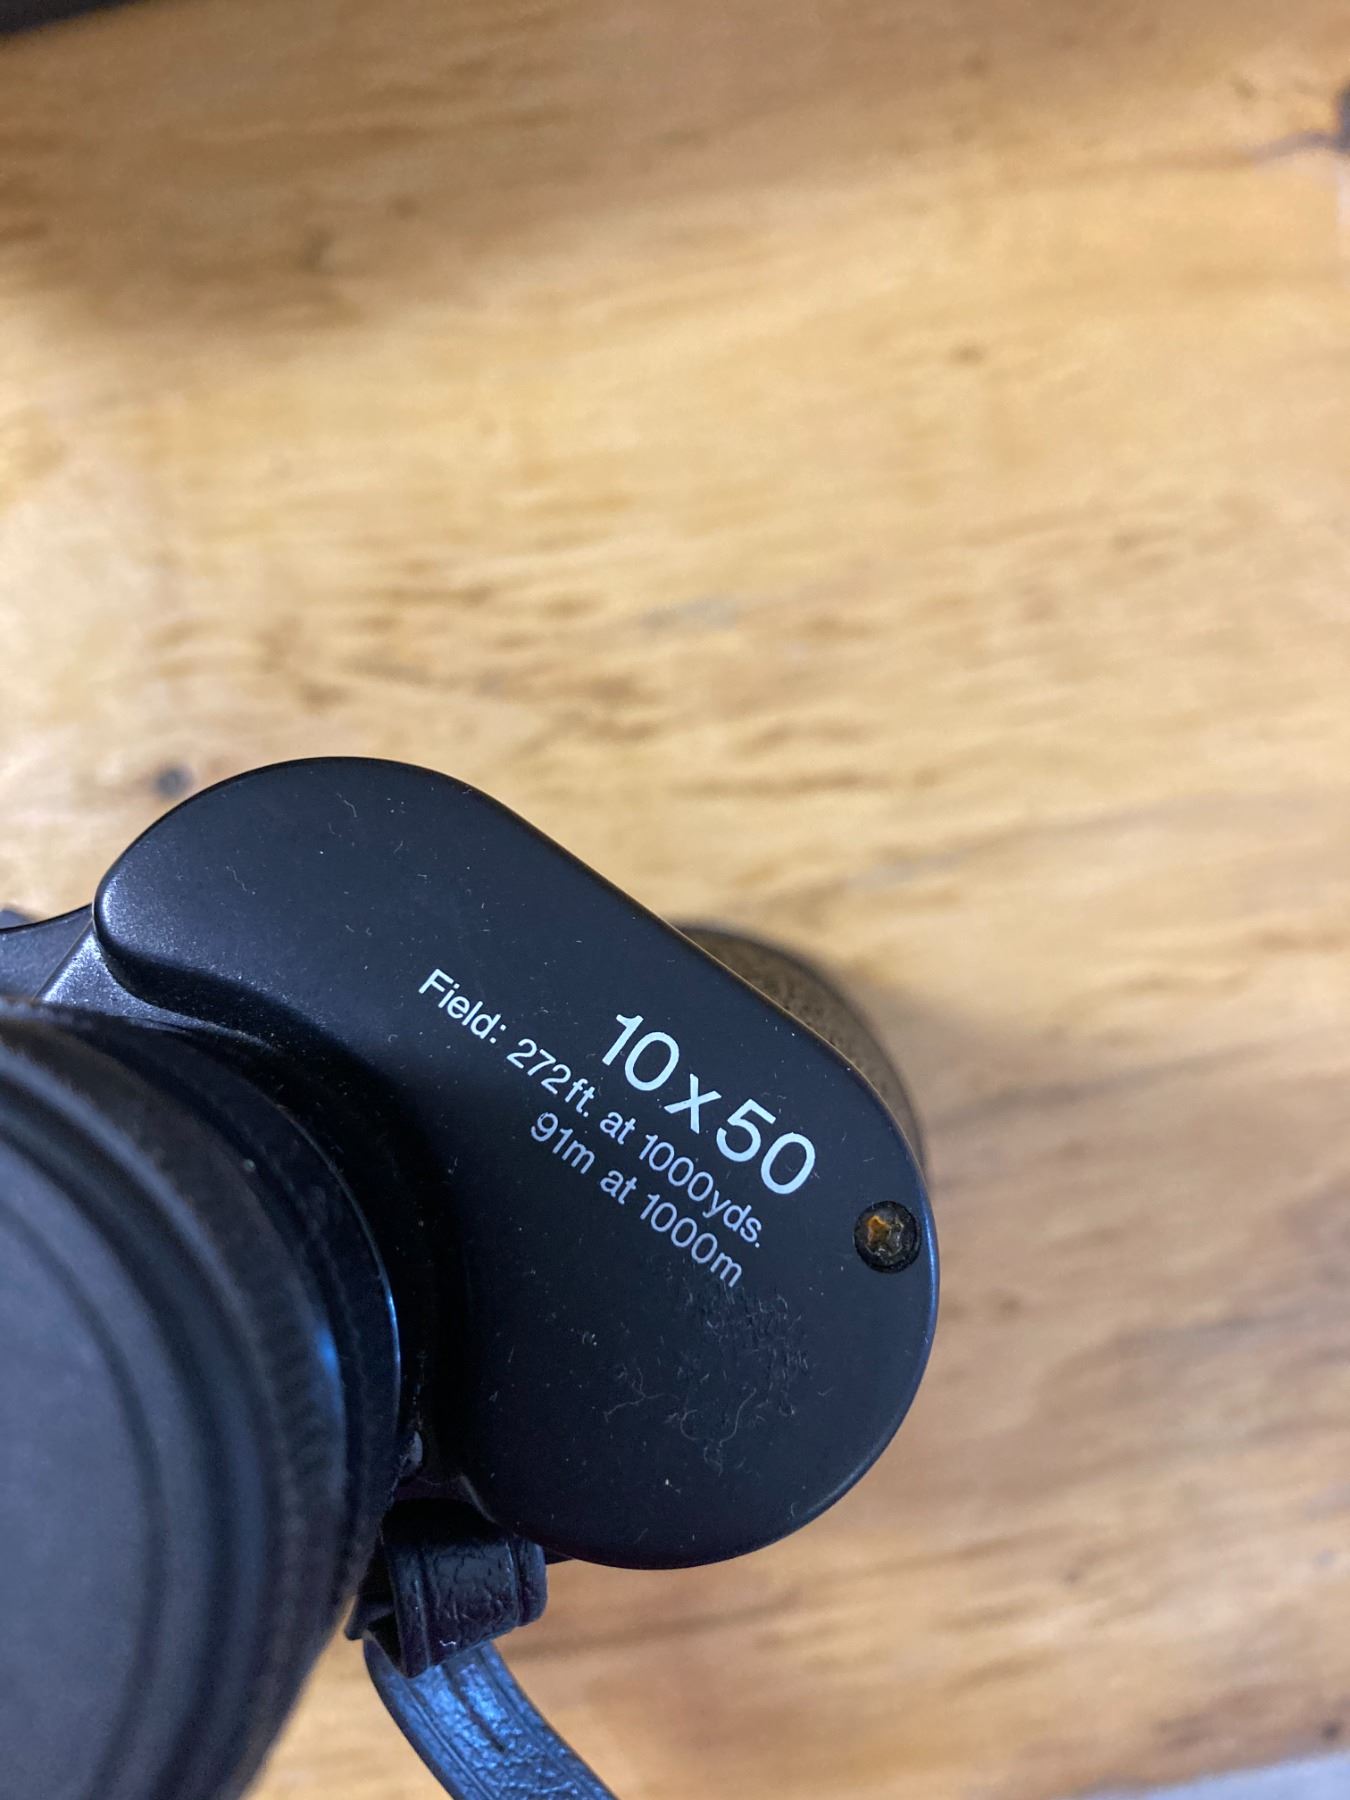 10x50
Field: 272ft. at 1000yds.
91m at 1000m